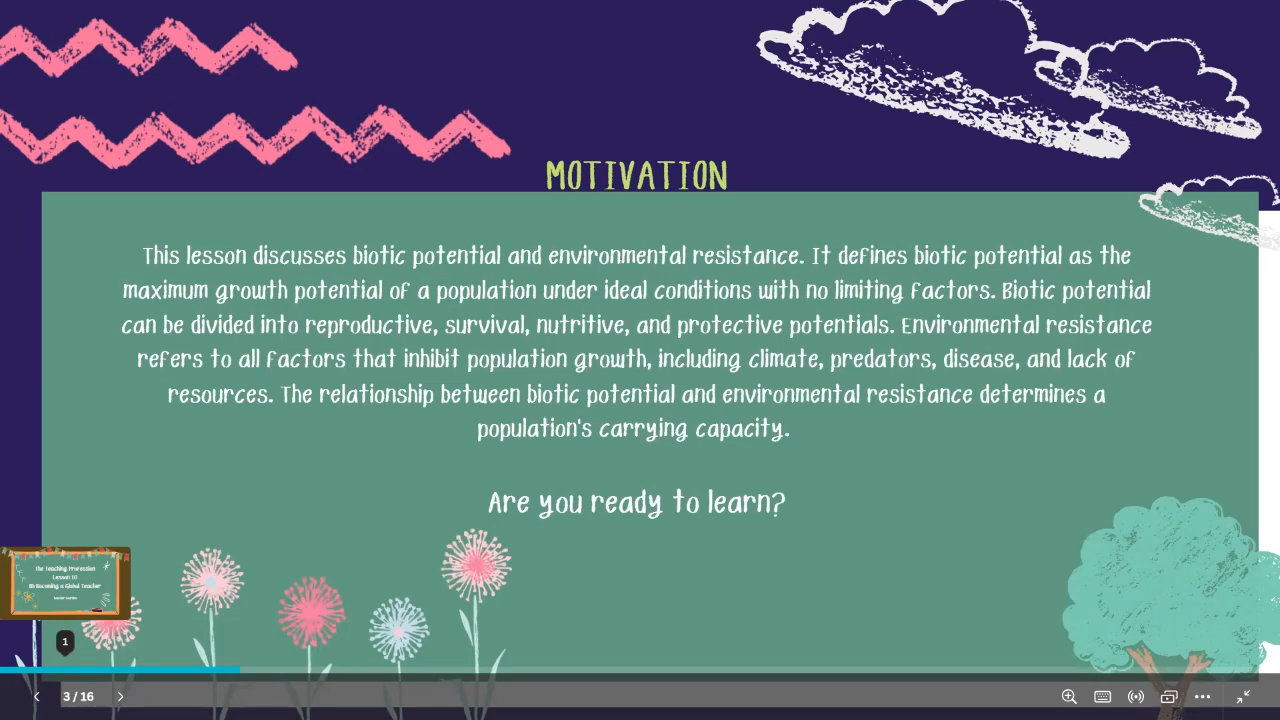 MOTIVATION
This lesson discusses biotic potential and environmental resistance. It defines biotic potential as the
maximum growth potential of a population under ideal conditions with no limiting factors. Biotic potential
can be divided into reproductive, survival, nutritive, and protective potentials. Environmental resistance
refers to all factors that inhibit population growth, including climate, predators, disease, and lack of
resources. The relationship between biotic potential and environmental resistance determines a
population's carrying capacity.
Are you ready to learn?
The Teaching Profession
Lesson 10
1
3 / 16